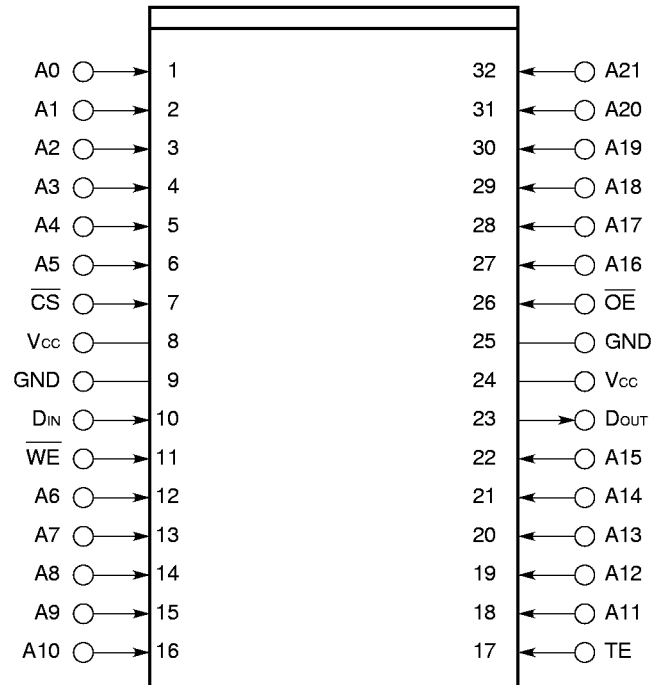 A0 1 32 A21
A1 2 31 A20
A2 3 30 A19
A3 4 29 A18
A4 5 28 A17
A5 6 27 A16
C̅S̅ 7 26 O̅E̅
Vcc 8 25 GND
GND 9 24 Vcc
DIN 10 23 DOUT
W̅E̅ 11 22 A15
A6 12 21 A14
A7 13 20 A13
A8 14 19 A12
A9 15 18 A11
A10 16 17 TE